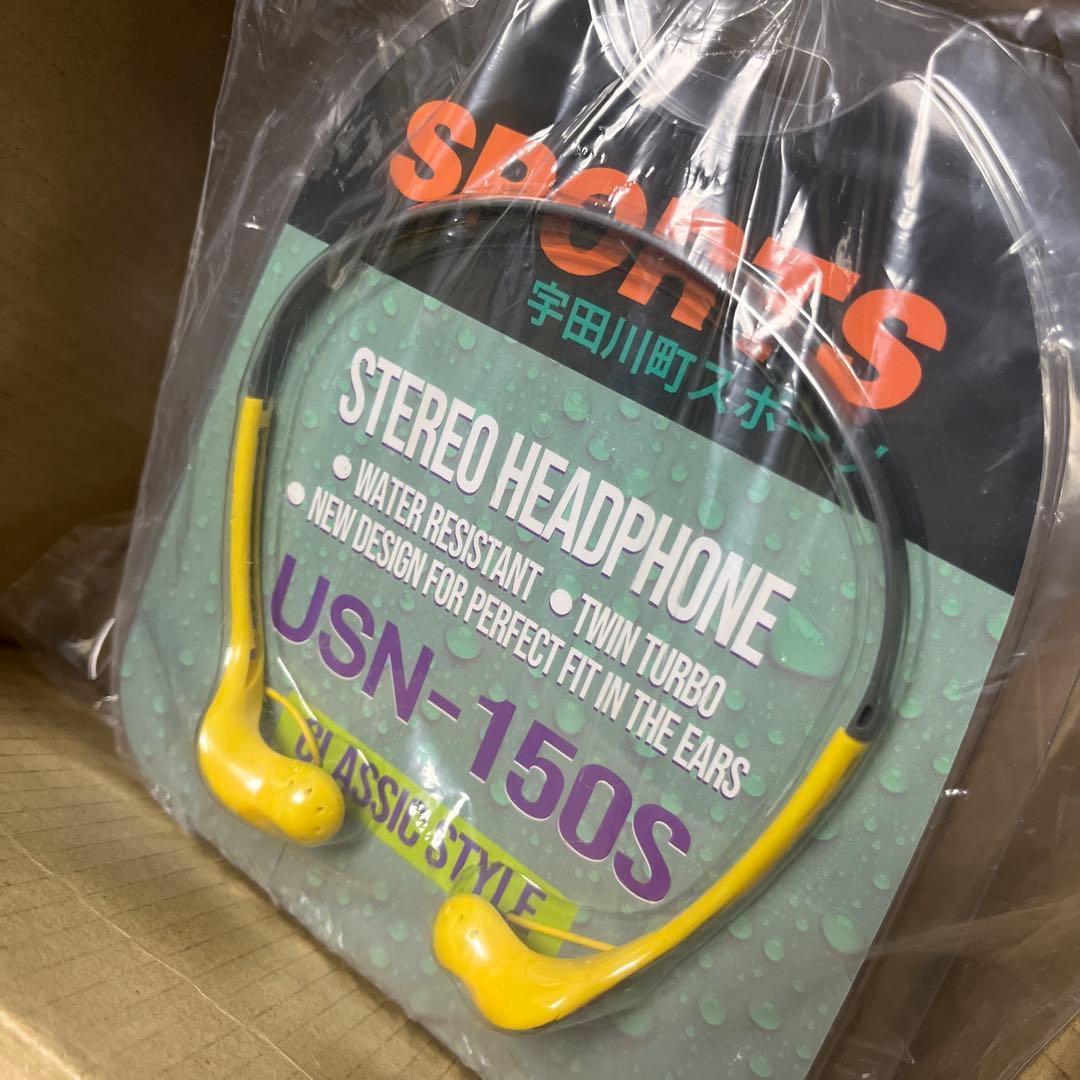 SPORTS
宇田川町スポーツ
STEREO HEADPHONE
• WATER RESISTANT • TWIN TURBO
• NEW DESIGN FOR PERFECT FIT IN THE EARS
USN-150S
CLASSIC STYLE